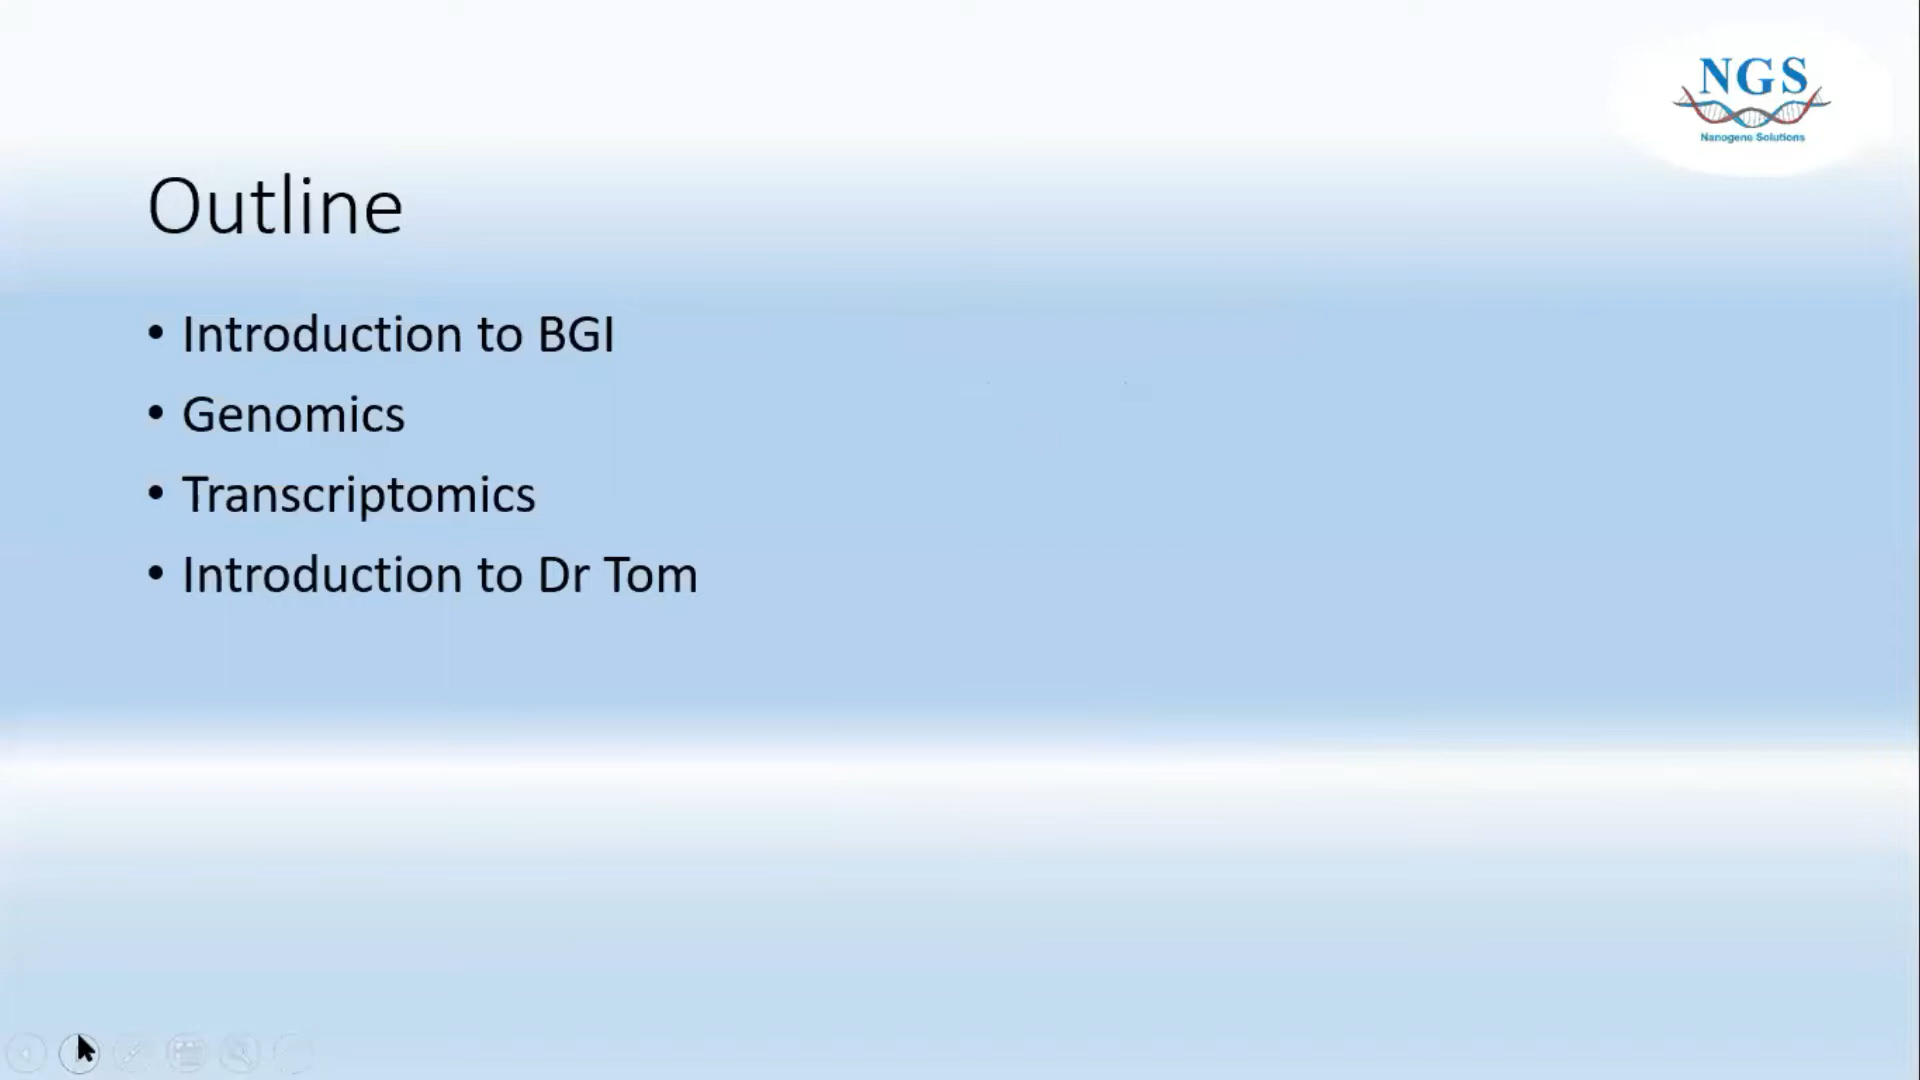 NGS
Nanogene Solutions
Outline
• Introduction to BGI
• Genomics
• Transcriptomics
• Introduction to Dr Tom